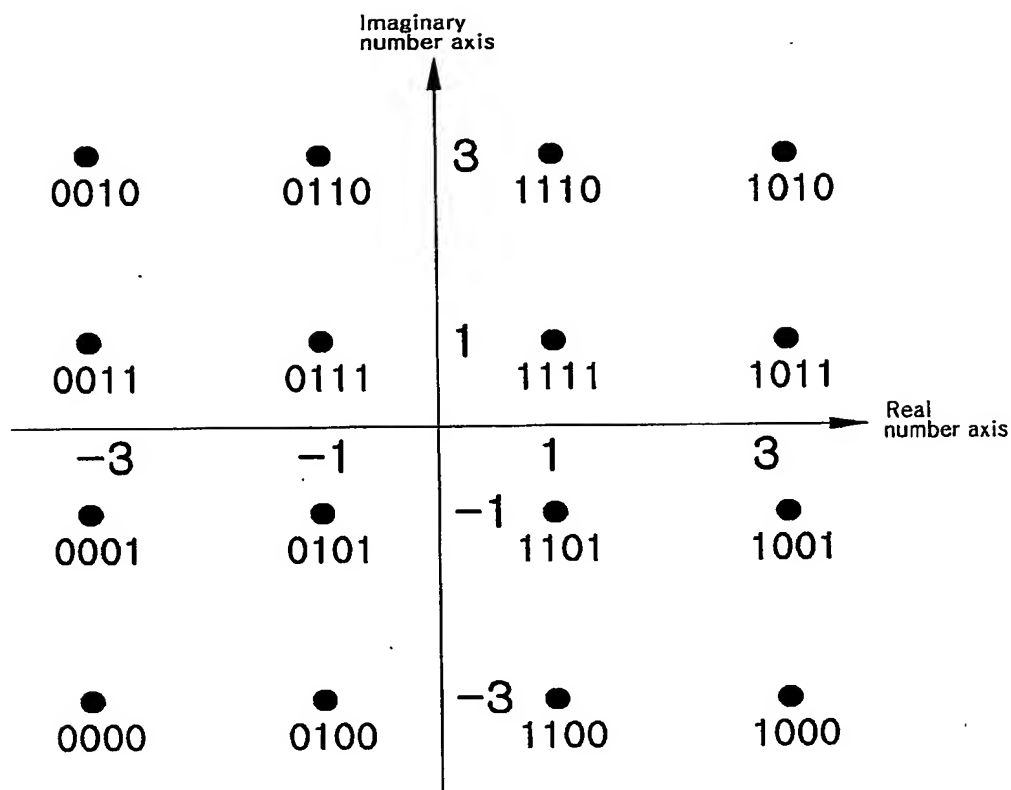 Imaginary
number axis
3
0010 0110 1110 1010
1
0011 0111 1111 1011
Real
number axis
−3 −1 1 3
−1
0001 0101 1101 1001
−3
0000 0100 1100 1000